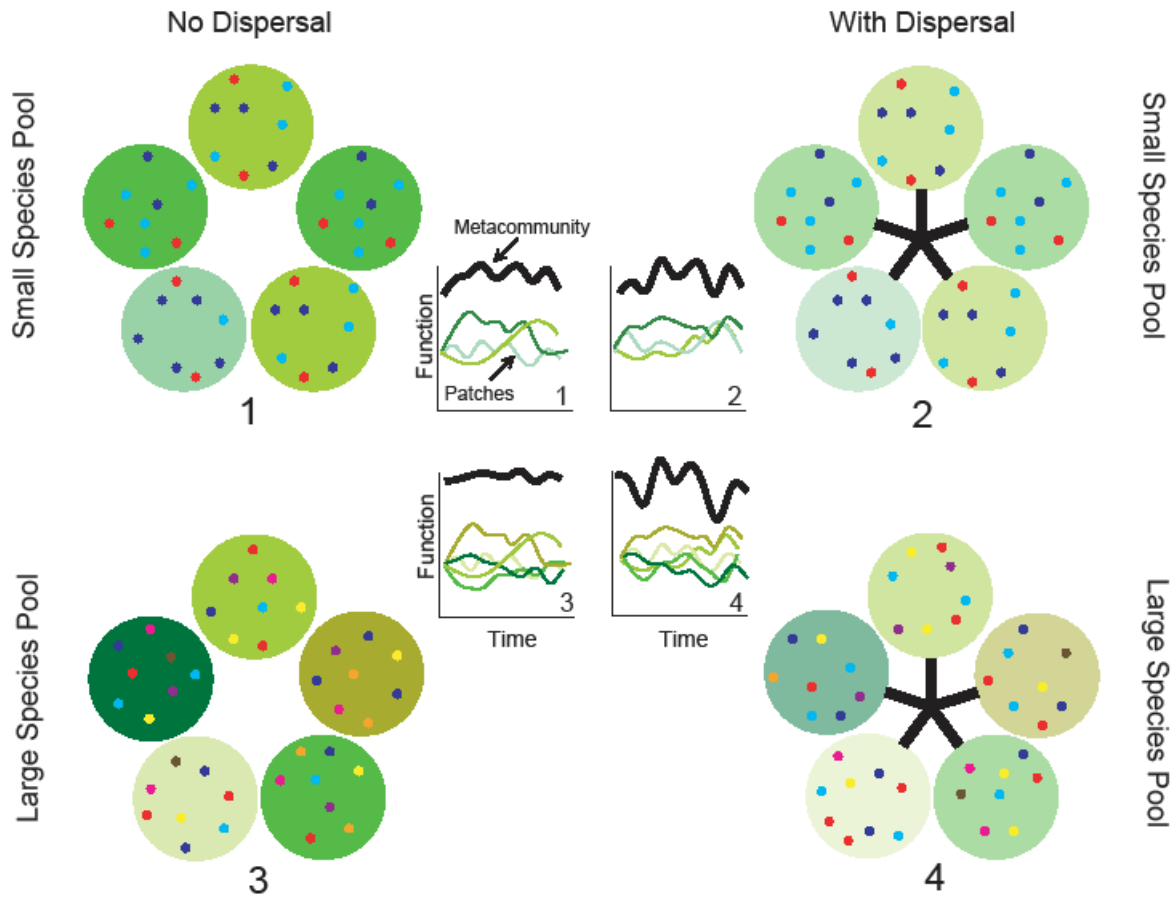 No Dispersal
With Dispersal
Small Species Pool
Small Species Pool
Metacommunity
Function
Patches
1
2
1
2
Function
3
4
Time
Time
Large Species Pool
Large Species Pool
3
4